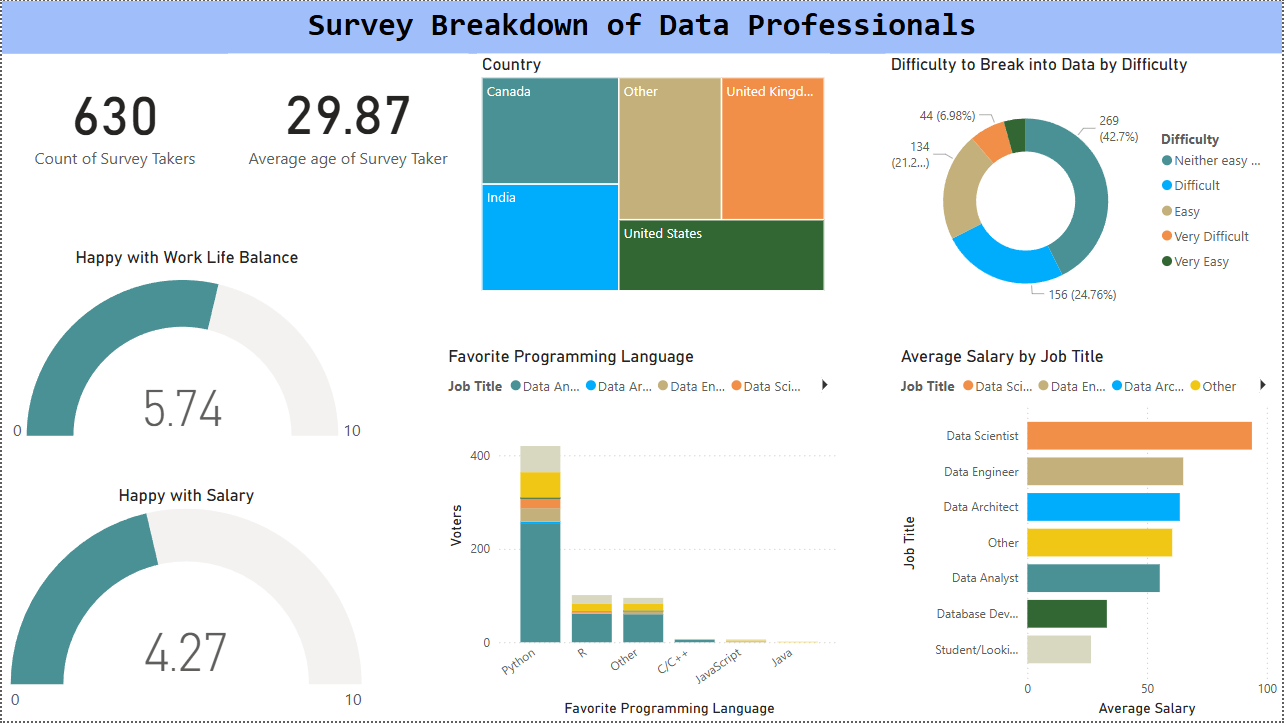 Survey Breakdown of Data Professionals
630
Count of Survey Takers
29.87
Average age of Survey Taker
Country
Canada
Other
United Kingd...
India
United States
Difficulty to Break into Data by Difficulty
44 (6.98%)
269
(42.7%)
134
(21.2...)
156 (24.76%)
Difficulty
Neither easy ...
Difficult
Easy
Very Difficult
Very Easy
Happy with Work Life Balance
5.74
0
10
Happy with Salary
4.27
0
10
Favorite Programming Language
Job Title Data An... Data Ar... Data En... Data Sci...
Voters
400
200
0
Python
R
Other
C/C++
JavaScript
Java
Favorite Programming Language
Average Salary by Job Title
Job Title Data Sci... Data En... Data Arc... Other
Job Title
Data Scientist
Data Engineer
Data Architect
Other
Data Analyst
Database Dev...
Student/Looki...
0
50
100
Average Salary